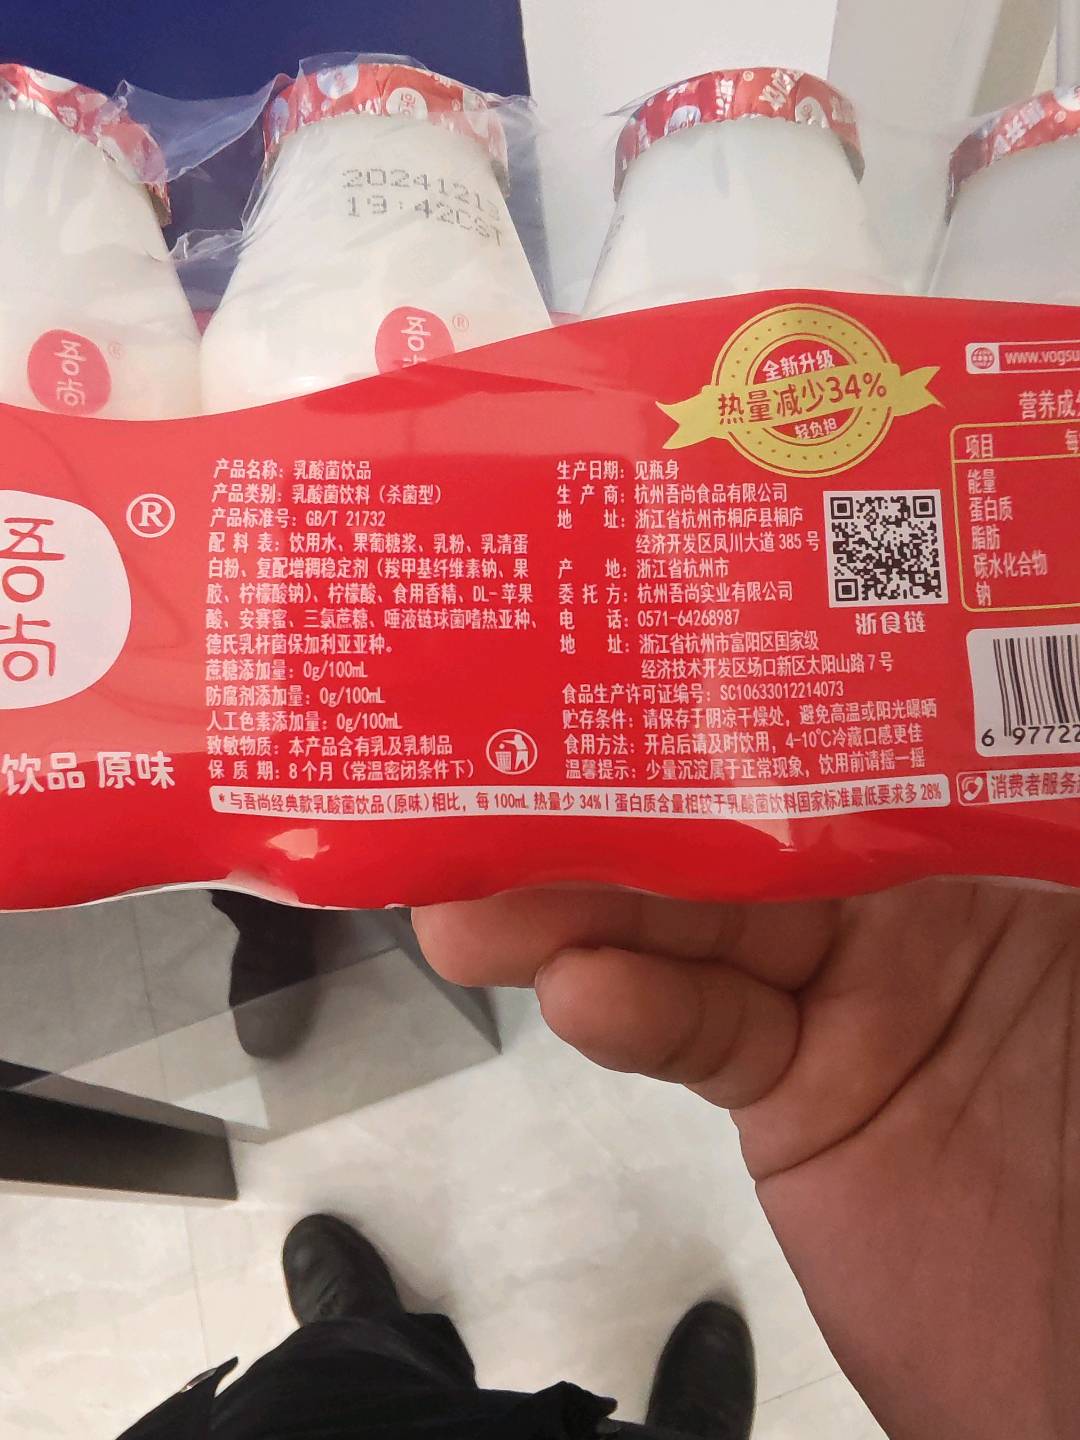 20241213
19:42CST
吾尚®
吾尚®
全新升级
热量减少34%
轻负担
www.vogsu
营养成
项目 每
能量
蛋白质
脂肪
碳水化合物
钠
吾尚®
饮品 原味
产品名称：乳酸菌饮品
产品类别：乳酸菌饮料（杀菌型）
产品标准号：GB/T 21732
配 料 表：饮用水、果葡糖浆、乳粉、乳清蛋
白粉、复配增稠稳定剂（羧甲基纤维素钠、果
胶、柠檬酸钠）、柠檬酸、食用香精、DL-苹果
酸、安赛蜜、三氯蔗糖、唾液链球菌嗜热亚种、
德氏乳杆菌保加利亚亚种。
蔗糖添加量：0g/100mL
防腐剂添加量：0g/100mL
人工色素添加量：0g/100mL
致敏物质：本产品含有乳及乳制品
保 质 期：8个月（常温密闭条件下）
生产日期：见瓶身
生 产 商：杭州吾尚食品有限公司
地 址：浙江省杭州市桐庐县桐庐
经济开发区凤川大道 385 号
产 地：浙江省杭州市
委 托 方：杭州吾尚实业有限公司
电 话：0571-64268987
地 址：浙江省杭州市富阳区国家级
经济技术开发区场口新区太阳山路 7 号
食品生产许可证编号：SC10633012214073
贮存条件：请保存于阴凉干燥处，避免高温或阳光曝晒
食用方法：开启后请及时饮用，4-10℃冷藏口感更佳
温馨提示：少量沉淀属于正常现象，饮用前请摇一摇
浙食链
*与吾尚经典款乳酸菌饮品（原味）相比，每 100mL 热量少 34%丨蛋白质含量相较于乳酸菌饮料国家标准最低要求多 28%
6 97722
消费者服务